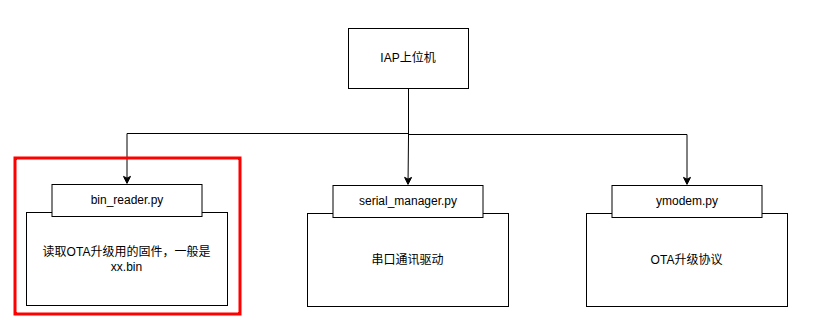 IAP上位机
bin_reader.py
serial_manager.py
ymodem.py
读取OTA升级用的固件，一般是
xx.bin
串口通讯驱动
OTA升级协议